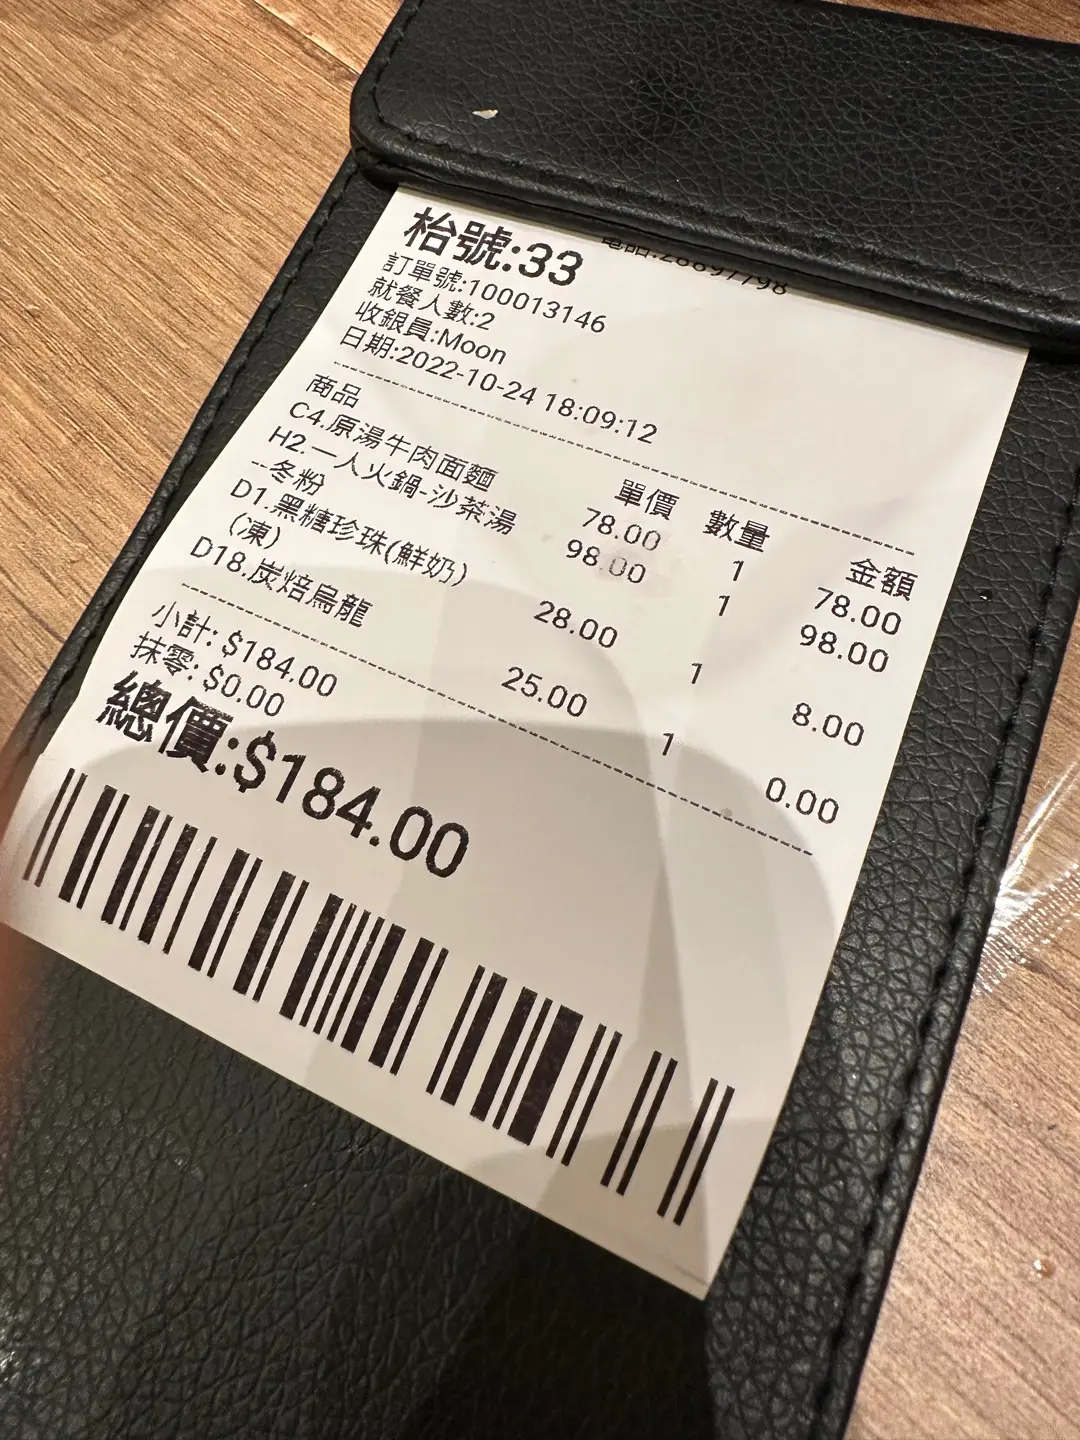 電話:28897798
枱號:33
訂單號:100013146
就餐人數:2
收銀員:Moon
日期:2022-10-24 18:09:12
商品 單價 數量 金額
C4.原湯牛肉面麵 78.00 1 78.00
H2.一人火鍋-沙茶湯 98.00 1 98.00
--冬粉
D1.黑糖珍珠(鮮奶) 28.00 1 8.00
(凍)
D18.炭焙烏龍 25.00 1 0.00
小計: $184.00
抹零: $0.00
總價:$184.00